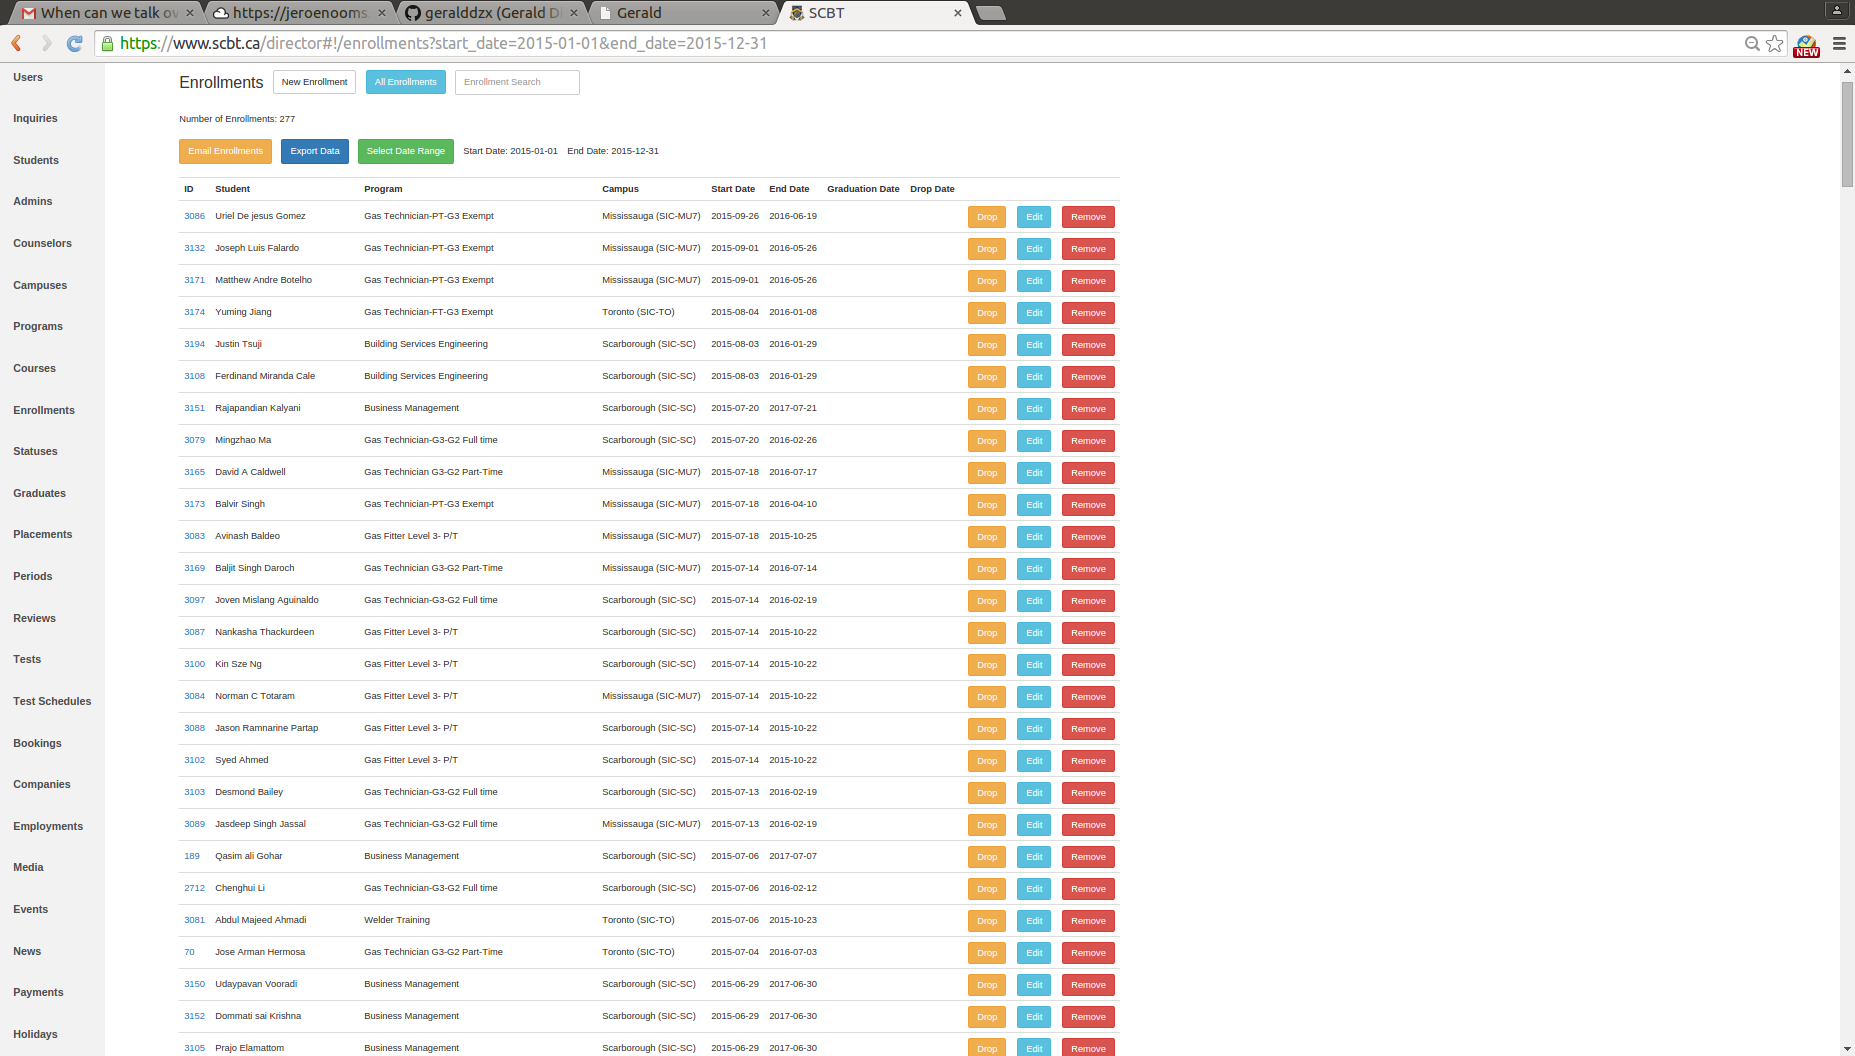 When can we talk ov × https://jeroenooms × geralddzx (Gerald Di × Gerald × SCBT ×
https://www.scbt.ca/director#!/enrollments?start_date=2015-01-01&end_date=2015-12-31
NEW
Users
Inquiries
Students
Admins
Counselors
Campuses
Programs
Courses
Enrollments
Statuses
Graduates
Placements
Periods
Reviews
Tests
Test Schedules
Bookings
Companies
Employments
Media
Events
News
Payments
Holidays
Enrollments New Enrollment All Enrollments Enrollment Search
Number of Enrollments: 277
Email Enrollments Export Data Select Date Range Start Date: 2015-01-01 End Date: 2015-12-31
ID Student Program Campus Start Date End Date Graduation Date Drop Date
3086 Uriel De jesus Gomez Gas Technician-PT-G3 Exempt Mississauga (SIC-MU7) 2015-09-26 2016-06-19 Drop Edit Remove
3132 Joseph Luis Falardo Gas Technician-PT-G3 Exempt Mississauga (SIC-MU7) 2015-09-01 2016-05-26 Drop Edit Remove
3171 Matthew Andre Botelho Gas Technician-PT-G3 Exempt Mississauga (SIC-MU7) 2015-09-01 2016-05-26 Drop Edit Remove
3174 Yuming Jiang Gas Technician-FT-G3 Exempt Toronto (SIC-TO) 2015-08-04 2016-01-08 Drop Edit Remove
3194 Justin Tsuji Building Services Engineering Scarborough (SIC-SC) 2015-08-03 2016-01-29 Drop Edit Remove
3108 Ferdinand Miranda Cale Building Services Engineering Scarborough (SIC-SC) 2015-08-03 2016-01-29 Drop Edit Remove
3151 Rajapandian Kalyani Business Management Scarborough (SIC-SC) 2015-07-20 2017-07-21 Drop Edit Remove
3079 Mingzhao Ma Gas Technician-G3-G2 Full time Scarborough (SIC-SC) 2015-07-20 2016-02-26 Drop Edit Remove
3165 David A Caldwell Gas Technician G3-G2 Part-Time Mississauga (SIC-MU7) 2015-07-18 2016-07-17 Drop Edit Remove
3173 Balvir Singh Gas Technician-PT-G3 Exempt Mississauga (SIC-MU7) 2015-07-18 2016-04-10 Drop Edit Remove
3083 Avinash Baldeo Gas Fitter Level 3- P/T Mississauga (SIC-MU7) 2015-07-18 2015-10-25 Drop Edit Remove
3169 Baljit Singh Daroch Gas Technician G3-G2 Part-Time Mississauga (SIC-MU7) 2015-07-14 2016-07-14 Drop Edit Remove
3097 Joven Mislang Aguinaldo Gas Technician-G3-G2 Full time Scarborough (SIC-SC) 2015-07-14 2016-02-19 Drop Edit Remove
3087 Nankasha Thackurdeen Gas Fitter Level 3- P/T Scarborough (SIC-SC) 2015-07-14 2015-10-22 Drop Edit Remove
3100 Kin Sze Ng Gas Fitter Level 3- P/T Scarborough (SIC-SC) 2015-07-14 2015-10-22 Drop Edit Remove
3084 Norman C Totaram Gas Fitter Level 3- P/T Mississauga (SIC-MU7) 2015-07-14 2015-10-22 Drop Edit Remove
3088 Jason Ramnarine Partap Gas Fitter Level 3- P/T Scarborough (SIC-SC) 2015-07-14 2015-10-22 Drop Edit Remove
3102 Syed Ahmed Gas Fitter Level 3- P/T Scarborough (SIC-SC) 2015-07-14 2015-10-22 Drop Edit Remove
3103 Desmond Bailey Gas Technician-G3-G2 Full time Scarborough (SIC-SC) 2015-07-13 2016-02-19 Drop Edit Remove
3089 Jasdeep Singh Jassal Gas Technician-G3-G2 Full time Mississauga (SIC-MU7) 2015-07-13 2016-02-19 Drop Edit Remove
189 Qasim ali Gohar Business Management Scarborough (SIC-SC) 2015-07-06 2017-07-07 Drop Edit Remove
2712 Chenghui Li Gas Technician-G3-G2 Full time Scarborough (SIC-SC) 2015-07-06 2016-02-12 Drop Edit Remove
3081 Abdul Majeed Ahmadi Welder Training Toronto (SIC-TO) 2015-07-06 2015-10-23 Drop Edit Remove
70 Jose Arman Hermosa Gas Technician G3-G2 Part-Time Toronto (SIC-TO) 2015-07-04 2016-07-03 Drop Edit Remove
3150 Udaypavan Vooradi Business Management Scarborough (SIC-SC) 2015-06-29 2017-06-30 Drop Edit Remove
3152 Dommati sai Krishna Business Management Scarborough (SIC-SC) 2015-06-29 2017-06-30 Drop Edit Remove
3105 Prajo Elamattom Business Management Scarborough (SIC-SC) 2015-06-29 2017-06-30 Drop Edit Remove